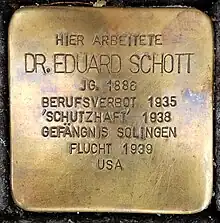 HIER ARBEITETE
DR. EDUARD SCHOTT
JG. 1886
BERUFSVERBOT 1935
'SCHUTZHAFT' 1938
GEFÄNGNIS SOLINGEN
FLUCHT 1939
USA